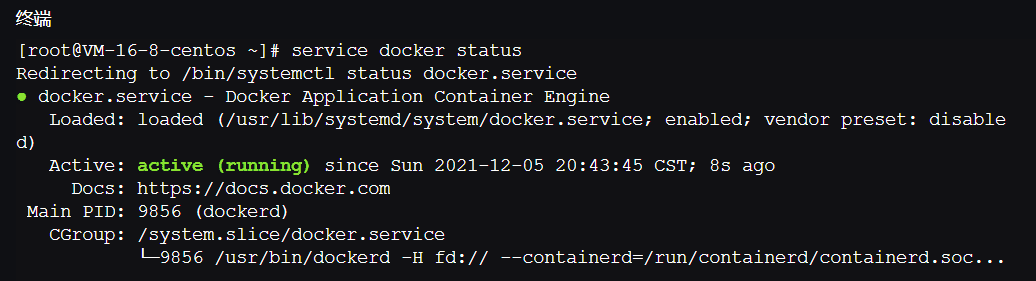 终端
[root@VM-16-8-centos ~]# service docker status
Redirecting to /bin/systemctl status docker.service
● docker.service - Docker Application Container Engine
   Loaded: loaded (/usr/lib/systemd/system/docker.service; enabled; vendor preset: disable
d)
   Active: active (running) since Sun 2021-12-05 20:43:45 CST; 8s ago
     Docs: https://docs.docker.com
 Main PID: 9856 (dockerd)
   CGroup: /system.slice/docker.service
           └─9856 /usr/bin/dockerd -H fd:// --containerd=/run/containerd/containerd.soc...